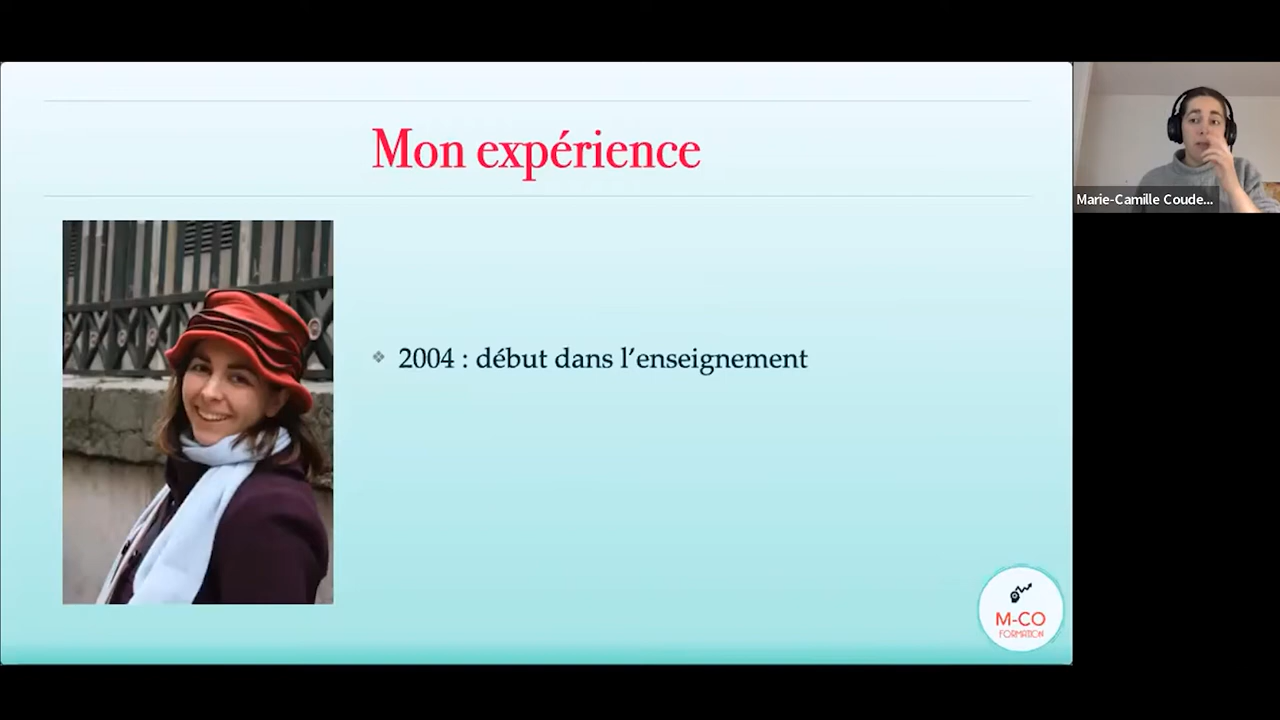 Mon expérience
Marie-Camille Coude...
❖ 2004 : début dans l’enseignement
M-CO
FORMATION